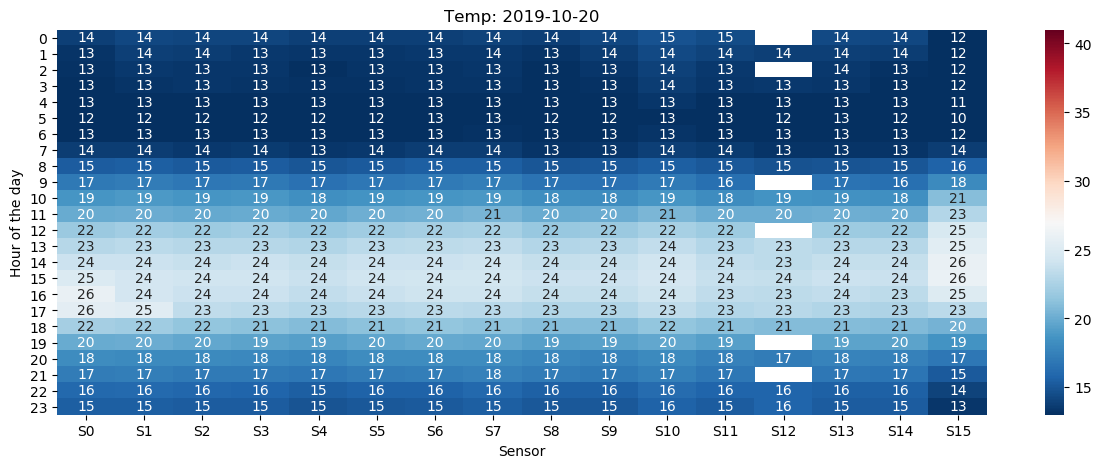 Temp: 2019-10-20
0 14 14 14 14 14 14 14 14 14 14 15 15 14 14 12
1 13 14 14 13 14 13 13 14 13 14 14 14 14 14 14 12
2 13 13 13 13 13 13 13 13 13 13 14 13 14 13 12
3 13 13 13 13 13 13 13 13 13 13 14 13 13 13 13 12
4 13 13 13 13 13 13 13 13 13 13 13 13 13 13 13 11
5 12 12 12 12 12 12 13 13 12 12 13 13 12 13 12 10
6 13 13 13 13 13 13 13 13 13 13 13 13 13 13 13 12
7 14 14 14 14 13 14 14 14 13 13 14 14 13 13 13 14
8 15 15 15 15 15 15 15 15 15 15 15 15 15 15 15 16
9 17 17 17 17 17 17 17 17 17 17 17 16 17 16 18
10 19 19 19 19 18 19 19 19 18 18 19 18 19 19 18 21
11 20 20 20 20 20 20 20 21 20 20 21 20 20 20 20 23
12 22 22 22 22 22 22 22 22 22 22 22 22 22 22 25
13 23 23 23 23 23 23 23 23 23 23 24 23 23 23 23 25
14 24 24 24 24 24 24 24 24 24 24 24 24 23 24 24 26
15 25 24 24 24 24 24 24 24 24 24 24 24 24 24 24 26
16 26 24 24 24 24 24 24 24 24 24 24 23 23 24 23 25
17 26 25 23 23 23 23 23 23 23 23 24 23 23 23 23 23
18 22 22 22 21 21 21 21 21 21 21 22 21 21 21 21 20
19 20 20 20 19 19 20 20 20 19 19 20 19 19 20 19
20 18 18 18 18 18 18 18 18 18 18 18 18 17 18 18 17
21 17 17 17 17 17 17 17 18 17 17 17 17 17 17 15
22 16 16 16 16 15 16 16 16 16 16 16 16 16 16 16 14
23 15 15 15 15 15 15 15 15 15 15 16 15 16 15 15 13
S0 S1 S2 S3 S4 S5 S6 S7 S8 S9 S10 S11 S12 S13 S14 S15
Sensor
Hour of the day
40
35
30
25
20
15